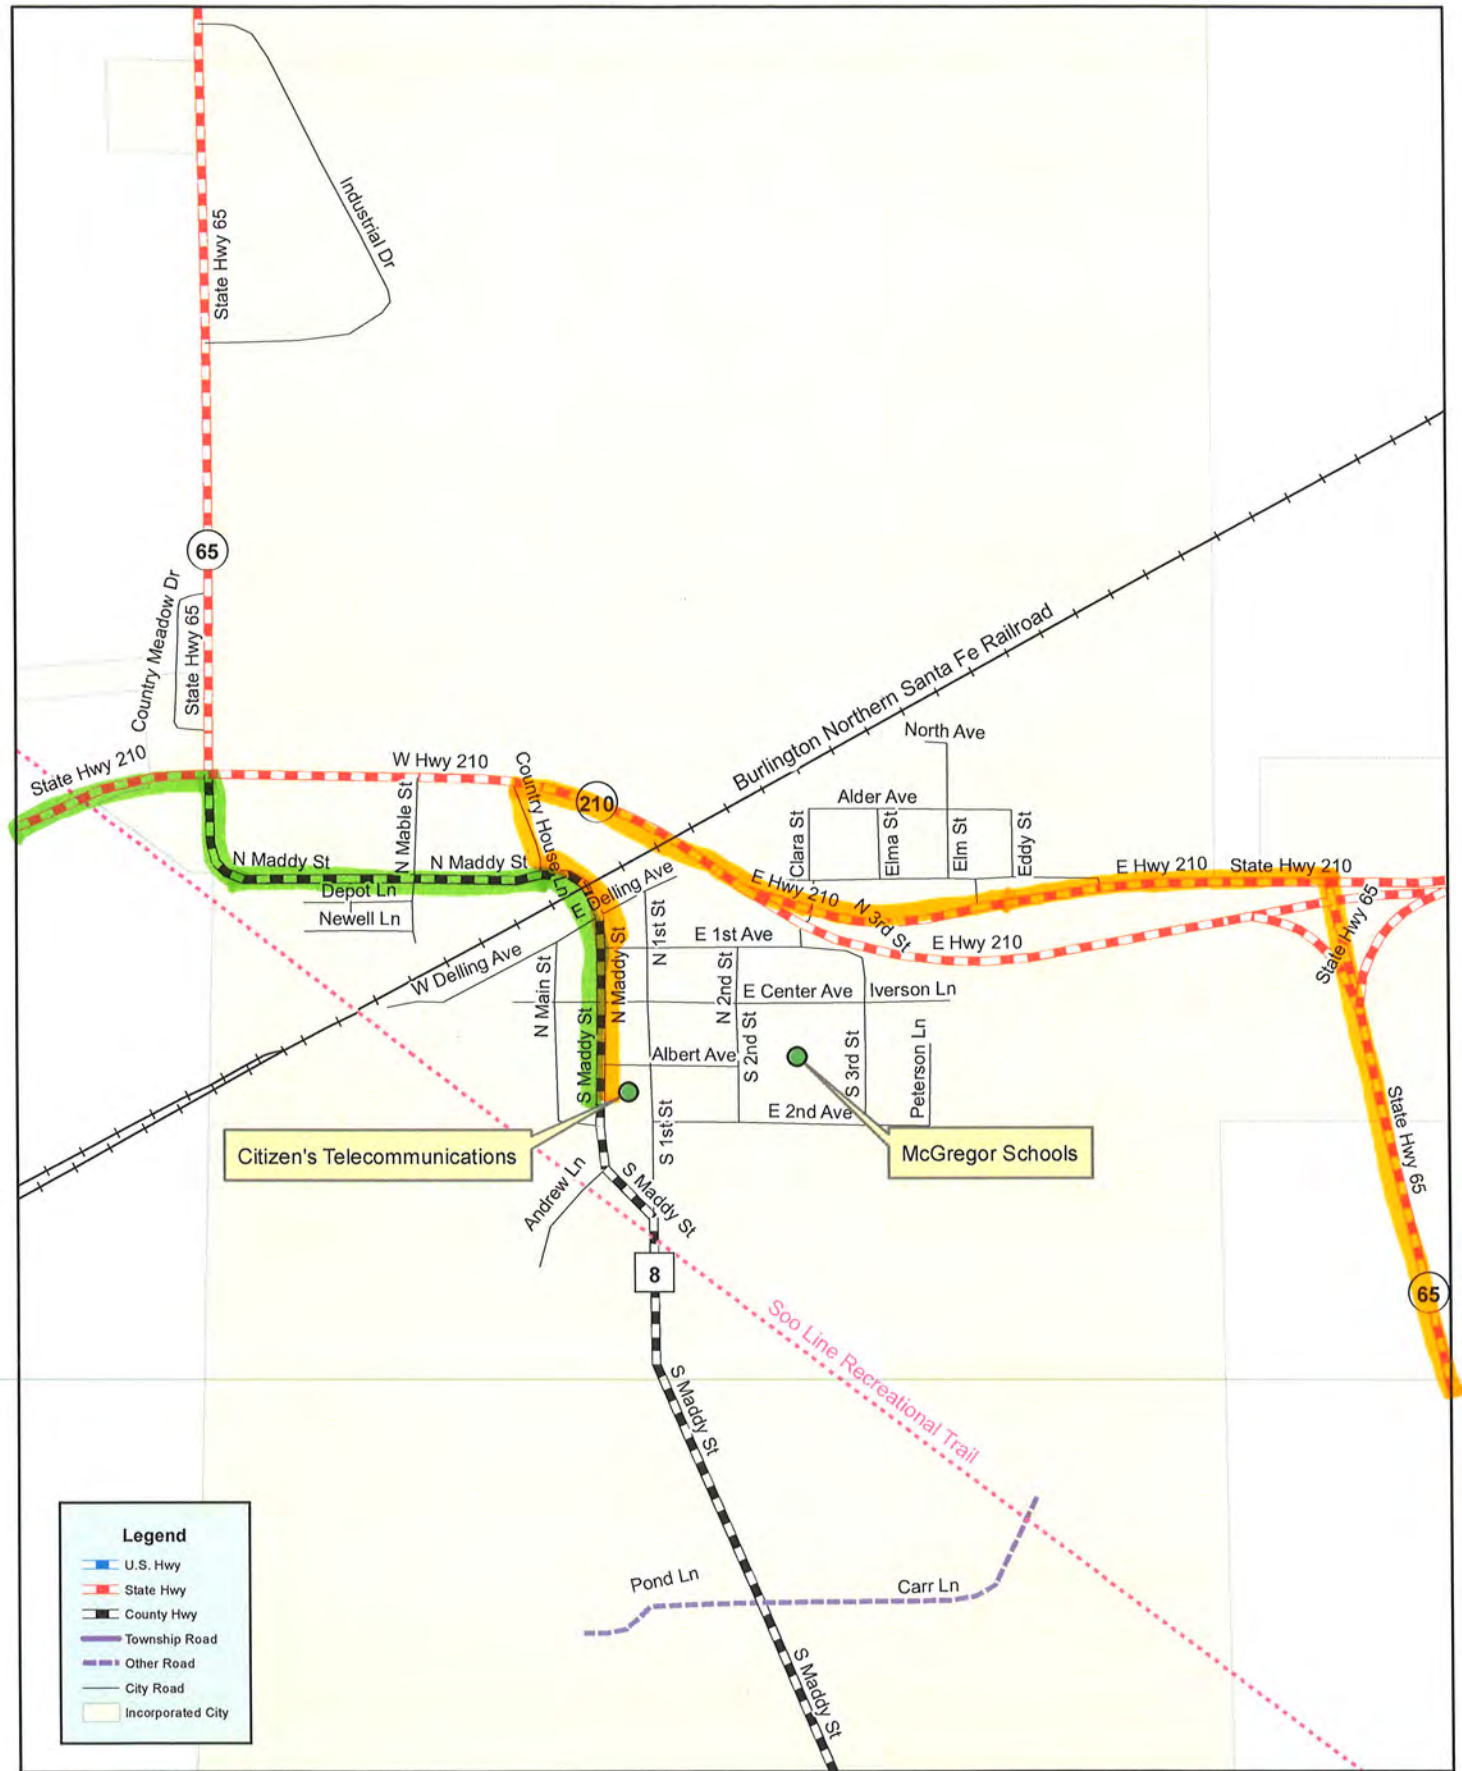 Industrial Dr
State Hwy 65
65
Country Meadow Dr
State Hwy 65
Burlington Northern Santa Fe Railroad
North Ave
State Hwy 210
W Hwy 210
Country House Ln
210
Alder Ave
N Mable St
Clara St
Elma St
Elm St
Eddy St
N Maddy St
N Maddy St
E Hwy 210
E Hwy 210
State Hwy 210
Depot Ln
Newell Ln
E Delling Ave
N 1st St
N 3rd St
State Hwy 65
W Delling Ave
N Main St
N Maddy St
E 1st Ave
E Hwy 210
N 2nd St
E Center Ave
Iverson Ln
S Maddy St
Albert Ave
S 2nd St
S 3rd St
Peterson Ln
E 2nd Ave
State Hwy 65
S 1st St
Citizen's Telecommunications
McGregor Schools
Andrew Ln
S Maddy St
8
65
Soo Line Recreational Trail
S Maddy St
Pond Ln
Carr Ln
S Maddy St
Legend
U.S. Hwy
State Hwy
County Hwy
Township Road
Other Road
City Road
Incorporated City